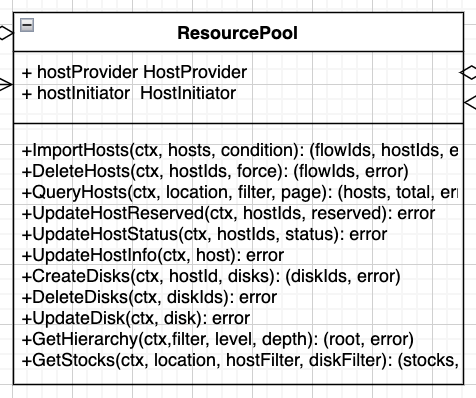 ResourcePool
+ hostProvider HostProvider
+ hostInitiator  HostInitiator
+ImportHosts(ctx, hosts, condition): (flowIds, hostIds, e
+DeleteHosts(ctx, hostIds, force): (flowIds, error)
+QueryHosts(ctx, location, filter, page): (hosts, total, er
+UpdateHostReserved(ctx, hostIds, reserved): error
+UpdateHostStatus(ctx, hostIds, status): error
+UpdateHostInfo(ctx, host): error
+CreateDisks(ctx, hostId, disks): (diskIds, error)
+DeleteDisks(ctx, diskIds): error
+UpdateDisk(ctx, disk): error
+GetHierarchy(ctx,filter, level, depth): (root, error)
+GetStocks(ctx, location, hostFilter, diskFilter): (stocks,